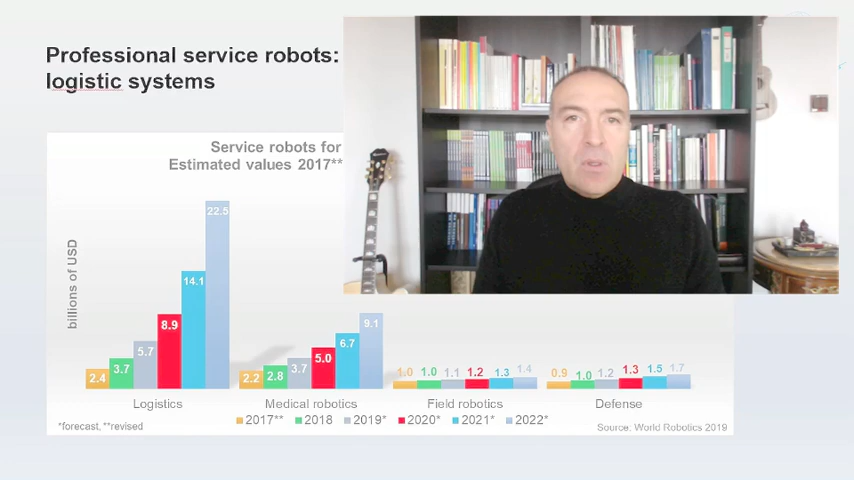 Professional service robots:
logistic systems
Service robots for
Estimated values 2017**
billions of USD
2.4 3.7 5.7 8.9 14.1 22.5
2.2 2.8 3.7 5.0 6.7 9.1
1.0 1.0 1.1 1.2 1.3 1.4
0.9 1.0 1.2 1.3 1.5 1.7
Logistics Medical robotics Field robotics Defense
2017** 2018 2019* 2020* 2021* 2022*
*forecast, **revised
Source: World Robotics 2019